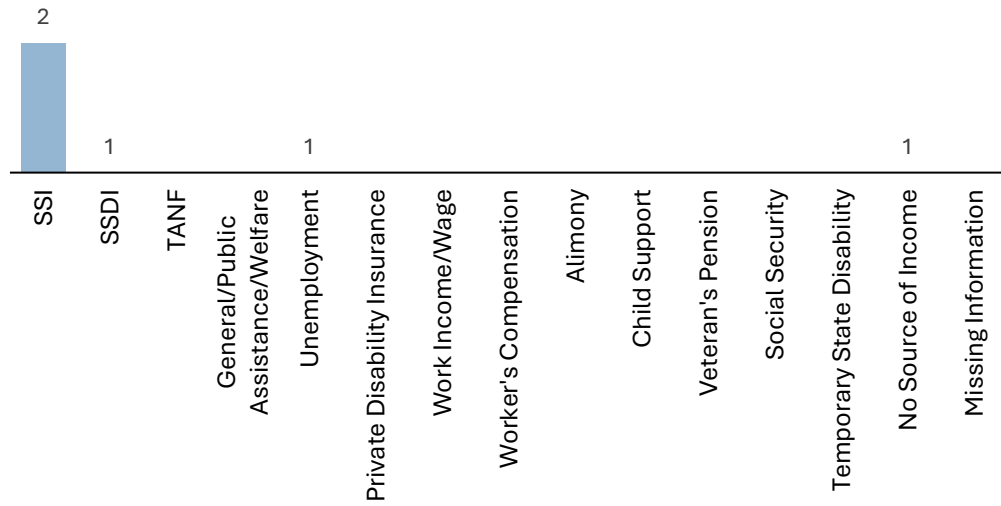 2
1
1
1
SSI
SSDI
TANF
General/Public
Assistance/Welfare
Unemployment
Private Disability Insurance
Work Income/Wage
Worker's Compensation
Alimony
Child Support
Veteran's Pension
Social Security
Temporary State Disability
No Source of Income
Missing Information